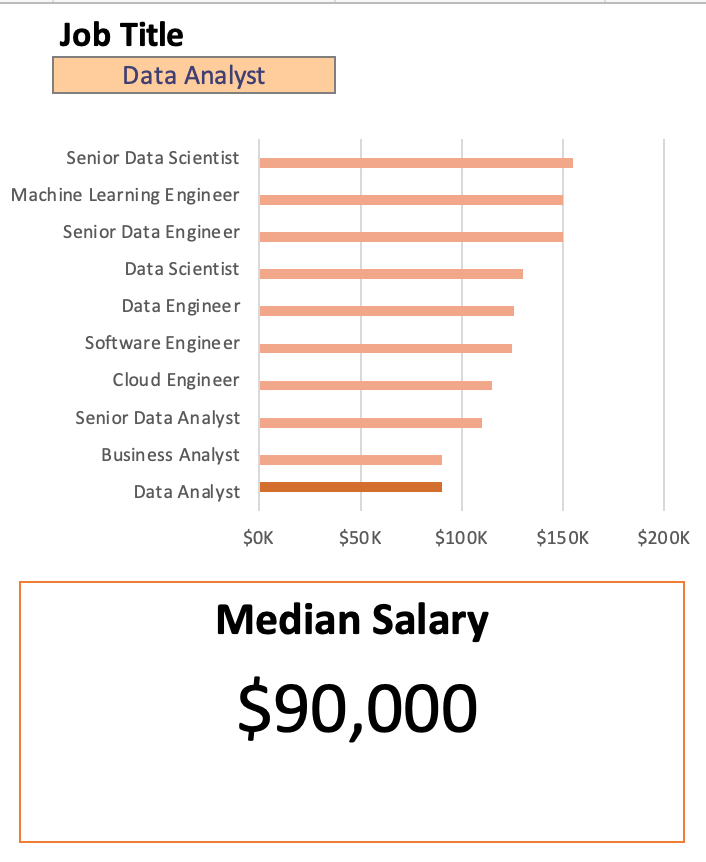 Job Title
Data Analyst
Senior Data Scientist
Machine Learning Engineer
Senior Data Engineer
Data Scientist
Data Engineer
Software Engineer
Cloud Engineer
Senior Data Analyst
Business Analyst
Data Analyst
$0K $50K $100K $150K $200K
Median Salary
$90,000